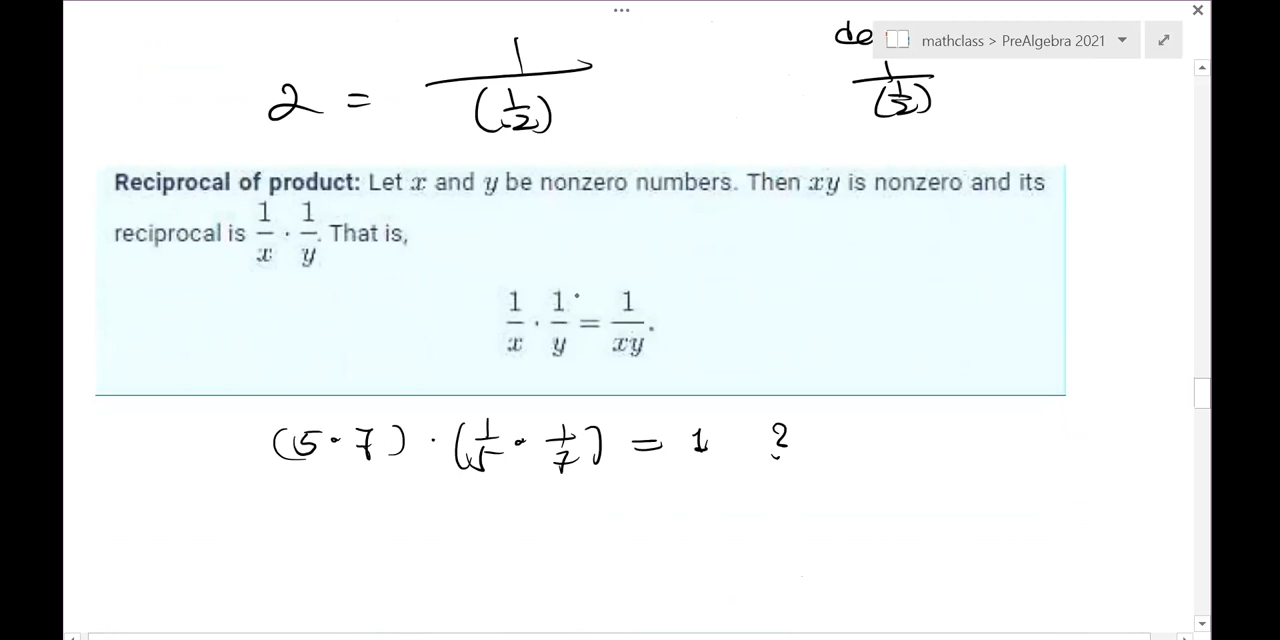 ...
de
mathclass > PreAlgebra 2021
2 = 1/(1/2)
1/(1/2)
Reciprocal of product: Let x and y be nonzero numbers. Then xy is nonzero and its
reciprocal is 1/x · 1/y. That is,
1/x · 1/y = 1/xy.
(5 · 7) · (1/5 · 1/7) = 1 ?